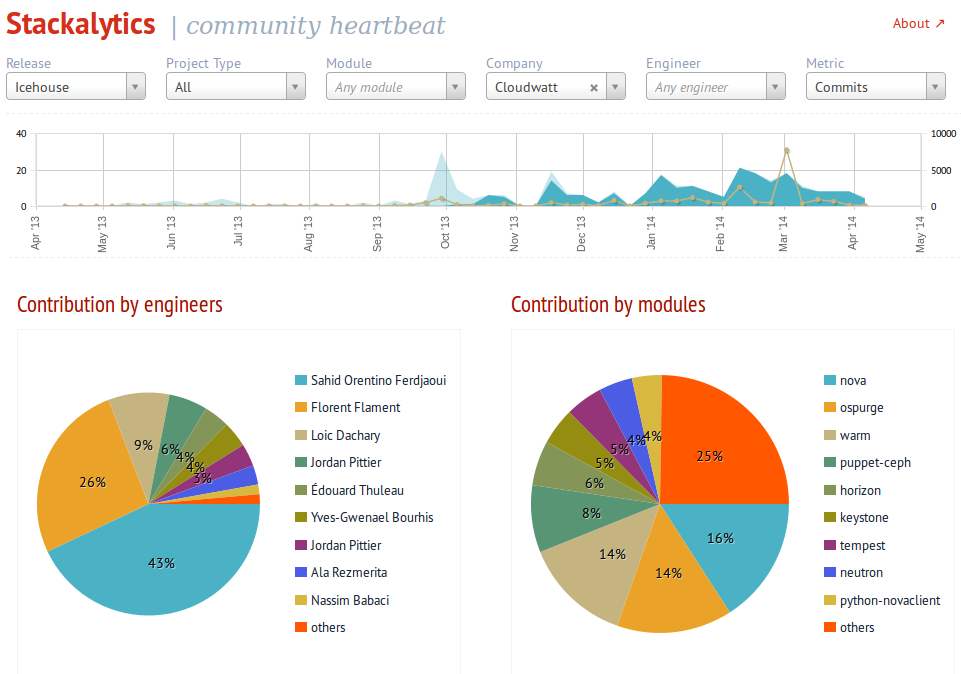 Stackalytics | community heartbeat
About ↗
Release Project Type Module Company Engineer Metric
Icehouse All Any module Cloudwatt × Any engineer Commits
40 10000
20 5000
0 0
Apr '13 May '13 Jun '13 Jul '13 Aug '13 Sep '13 Oct '13 Nov '13 Dec '13 Jan '14 Feb '14 Mar '14 Apr '14 May '14
Contribution by engineers
43%
26%
9%
6%
4%
4%
3%
Sahid Orentino Ferdjaoui
Florent Flament
Loic Dachary
Jordan Pittier
Édouard Thuleau
Yves-Gwenael Bourhis
Jordan Pittier
Ala Rezmerita
Nassim Babaci
others
Contribution by modules
16%
14%
14%
8%
6%
5%
5%
4%
4%
25%
nova
ospurge
warm
puppet-ceph
horizon
keystone
tempest
neutron
python-novaclient
others